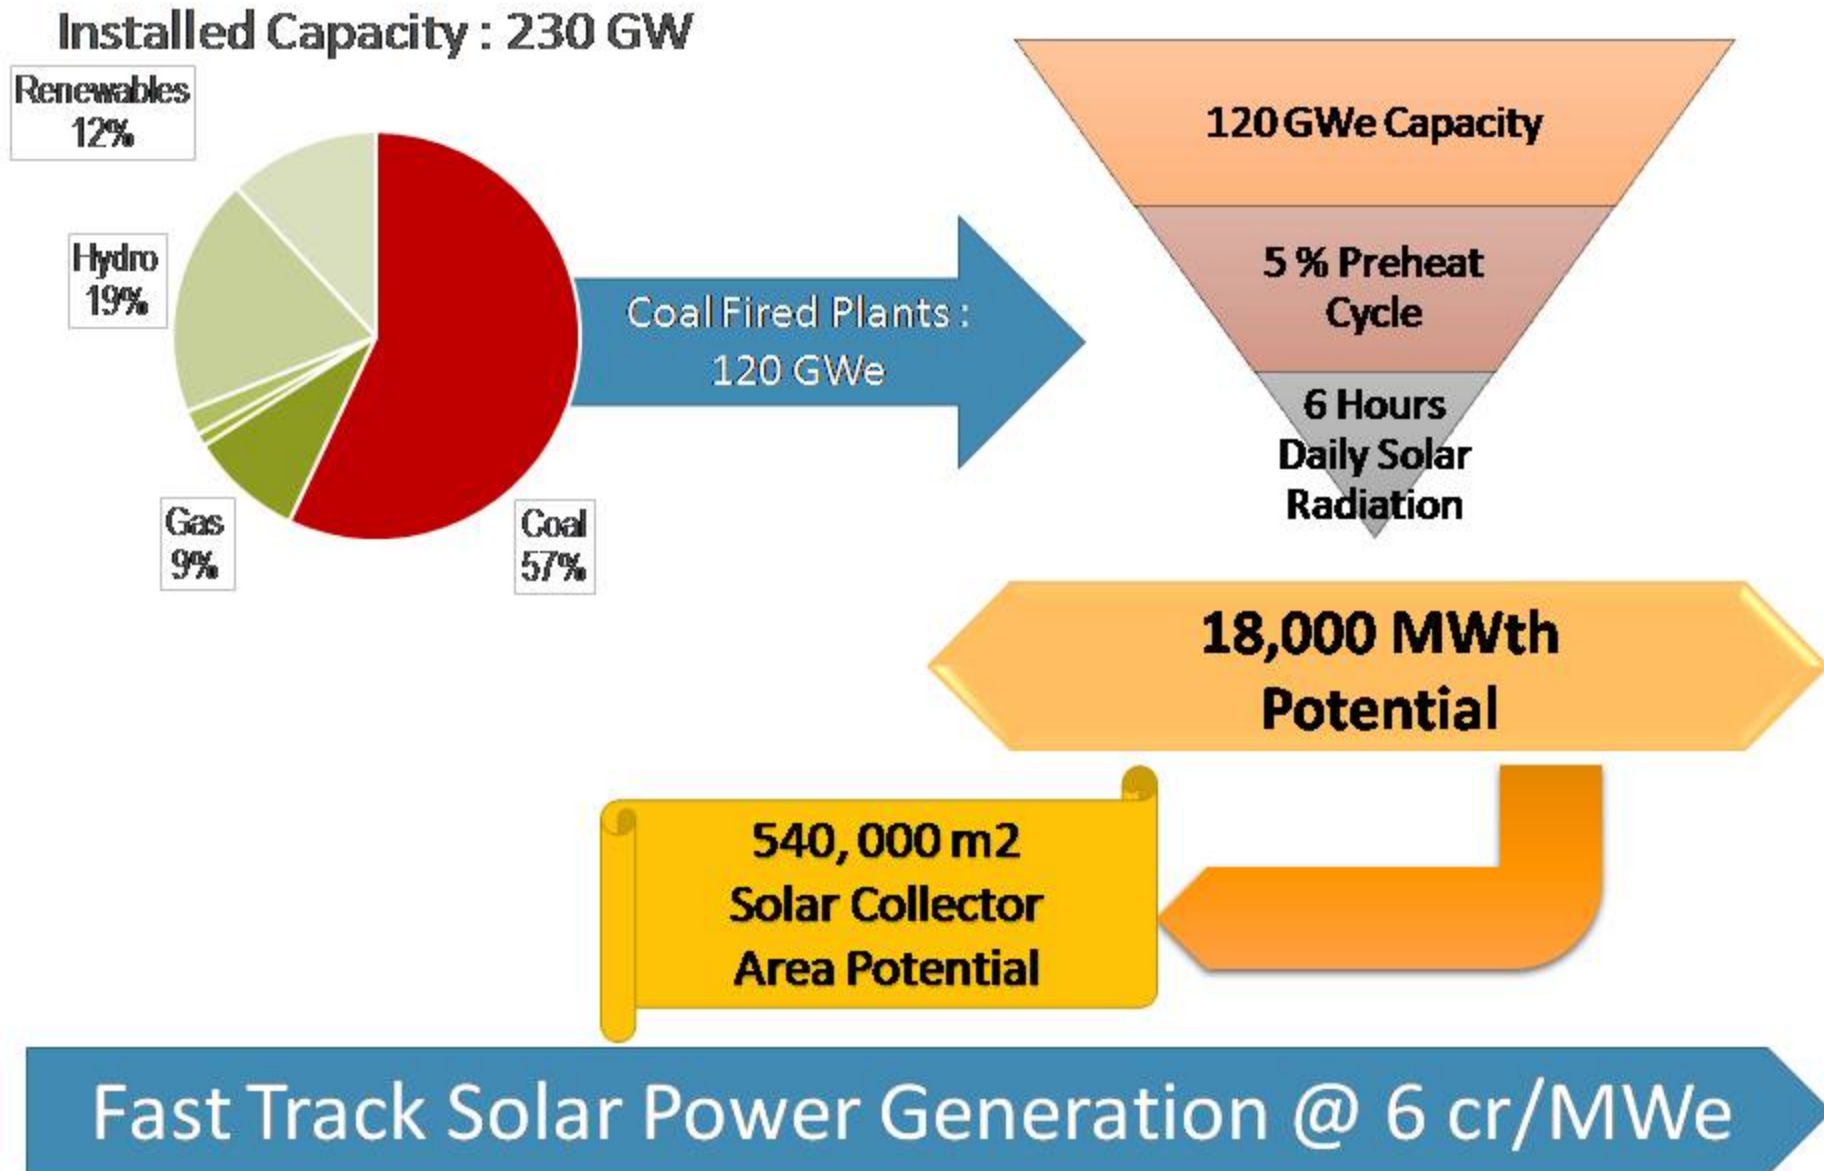 Installed Capacity : 230 GW
Renewables
12%
Hydro
19%
Gas
9%
Coal
57%
Coal Fired Plants :
120 GWe
120 GWe Capacity
5 % Preheat
Cycle
6 Hours
Daily Solar
Radiation
18,000 MWth
Potential
540, 000 m2
Solar Collector
Area Potential
Fast Track Solar Power Generation @ 6 cr/MWe